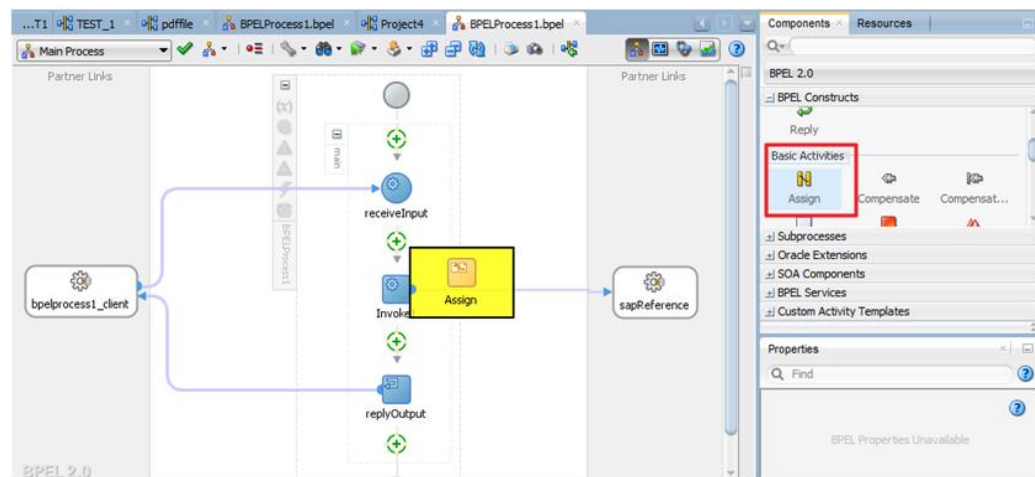 ...T1 TEST_1 pdffile BPELProcess1.bpel Project4 BPELProcess1.bpel
Components Resources
Main Process
BPEL 2.0
Partner Links
Partner Links
BPEL Constructs
(x)
Reply
main
Basic Activities
Assign Compensate Compensat...
receiveInput
BPELProcess1
Subprocesses
Oracle Extensions
SOA Components
BPEL Services
Custom Activity Templates
bpelprocess1_client
Assign
Invoke
sapReference
Properties
Find
replyOutput
BPEL Properties Unavailable
BPEL 2.0